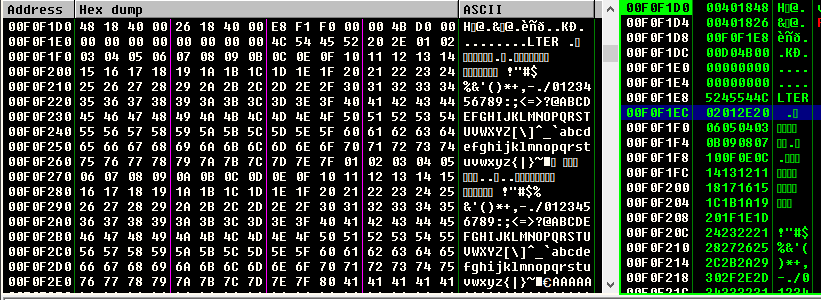 Address Hex dump ASCII
00F0F1D0 48 18 40 00 26 18 40 00 E8 F1 F0 00 00 4B D0 00 H▯@.&▯@.èñð..KÐ.
00F0F1E0 00 00 00 00 00 00 00 00 4C 54 45 52 20 2E 01 02 ........LTER .▯
00F0F1F0 03 04 05 06 07 08 09 0B 0C 0E 0F 10 11 12 13 14
00F0F200 15 16 17 18 19 1A 1B 1C 1D 1E 1F 20 21 22 23 24 !"#$
00F0F210 25 26 27 28 29 2A 2B 2C 2D 2E 2F 30 31 32 33 34 %&'()*+,-./01234
00F0F220 35 36 37 38 39 3A 3B 3C 3D 3E 3F 40 41 42 43 44 56789:;<=>?@ABCD
00F0F230 45 46 47 48 49 4A 4B 4C 4D 4E 4F 50 51 52 53 54 EFGHIJKLMNOPQRST
00F0F240 55 56 57 58 59 5A 5B 5C 5D 5E 5F 60 61 62 63 64 UVWXYZ[\]^_`abcd
00F0F250 65 66 67 68 69 6A 6B 6C 6D 6E 6F 70 71 72 73 74 efghijklmnopqrst
00F0F260 75 76 77 78 79 7A 7B 7C 7D 7E 7F 01 02 03 04 05 uvwxyz{|}~
00F0F270 06 07 08 09 0A 0B 0C 0D 0E 0F 10 11 12 13 14 15
00F0F280 16 17 18 19 1A 1B 1C 1D 1E 1F 20 21 22 23 24 25 !"#$%
00F0F290 26 27 28 29 2A 2B 2C 2D 2E 2F 30 31 32 33 34 35 &'()*+,-./012345
00F0F2A0 36 37 38 39 3A 3B 3C 3D 3E 3F 40 41 42 43 44 45 6789:;<=>?@ABCDE
00F0F2B0 46 47 48 49 4A 4B 4C 4D 4E 4F 50 51 52 53 54 55 FGHIJKLMNOPQRSTU
00F0F2C0 56 57 58 59 5A 5B 5C 5D 5E 5F 60 61 62 63 64 65 VWXYZ[\]^_`abcde
00F0F2D0 66 67 68 69 6A 6B 6C 6D 6E 6F 70 71 72 73 74 75 fghijklmnopqrstu
00F0F2E0 76 77 78 79 7A 7B 7C 7D 7E 7F 80 41 41 41 41 41 vwxyz{|}~■€AAAAA
00F0F1D0 00401848 H▯@.
00F0F1D4 00401826 &▯@.
00F0F1D8 00F0F1E8 èñð.
00F0F1DC 00D04B00 .KÐ.
00F0F1E0 00000000 ....
00F0F1E4 00000000 ....
00F0F1E8 5245544C LTER
00F0F1EC 02012E20 .▯
00F0F1F0 06050403
00F0F1F4 0B090807
00F0F1F8 100F0E0C
00F0F1FC 14131211
00F0F200 18171615
00F0F204 1C1B1A19
00F0F208 201F1E1D
00F0F20C 24232221 !"#$
00F0F210 28272625 %&'(
00F0F214 2C2B2A29 )*+,
00F0F218 302F2E2D -./0
00F0F21C 34333231 1234